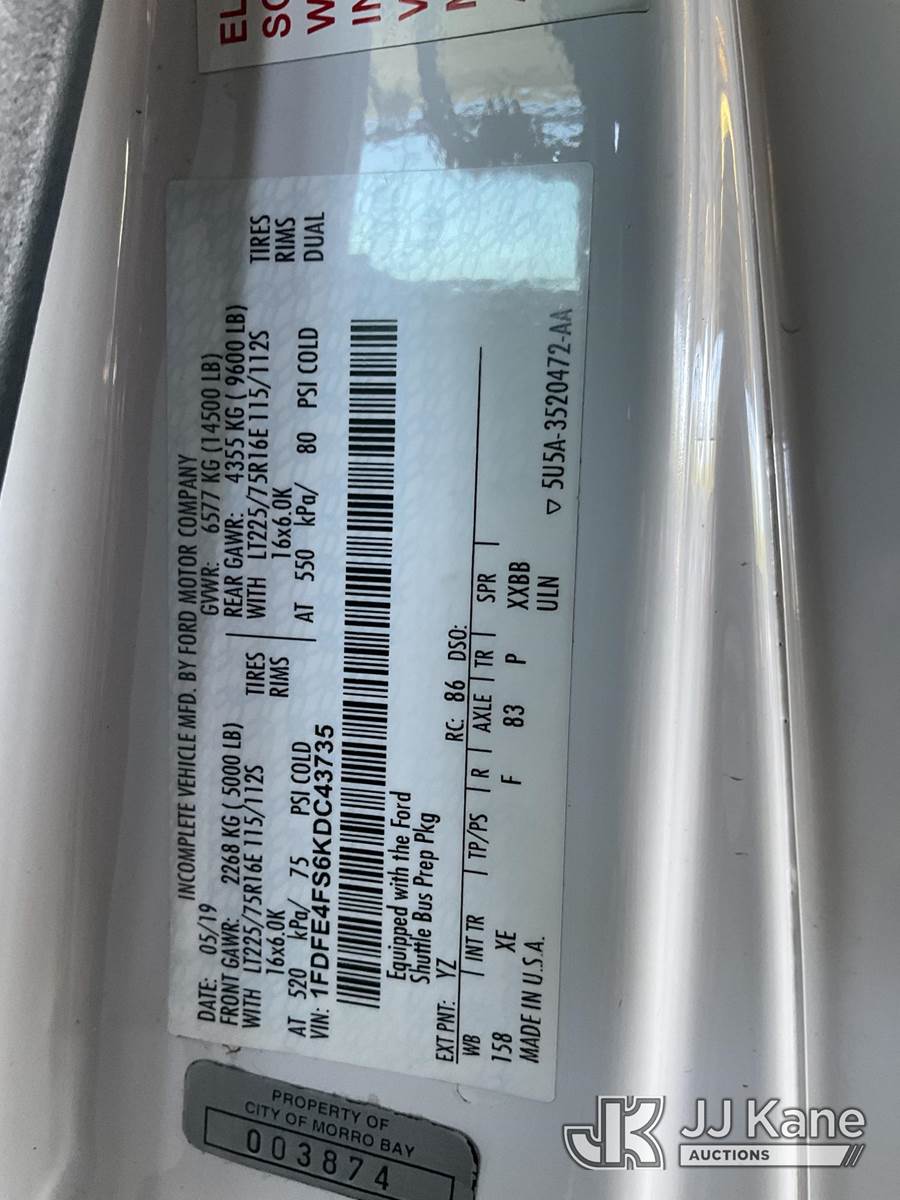 EL
SC
W
IN
INCOMPLETE VEHICLE MFD. BY FORD MOTOR COMPANY
DATE: 05/19 GVWR: 6577 KG (14500 LB)
FRONT GAWR: 2268 KG (5000 LB) REAR GAWR: 4355 KG (9600 LB)
WITH LT225/75R16E 115/112S TIRES WITH LT225/75R16E 115/112S TIRES
16x6.0K RIMS 16x6.0K RIMS
AT 520 kPa/ 75 PSI COLD AT 550 kPa/ 80 PSI COLD DUAL
VIN: 1FDFE4FS6KDC43735
Equipped with the Ford
Shuttle Bus Prep Pkg
EXT PNT: YZ RC: 86 DSO:
WB | INT TR | TP/PS | R | AXLE | TR | SPR |
158 XE F 83 P XXBB
MADE IN U.S.A. ULN
▽ 5U5A-3520472-AA
PROPERTY OF
CITY OF MORRO BAY
003874
JK JJ Kane
AUCTIONS